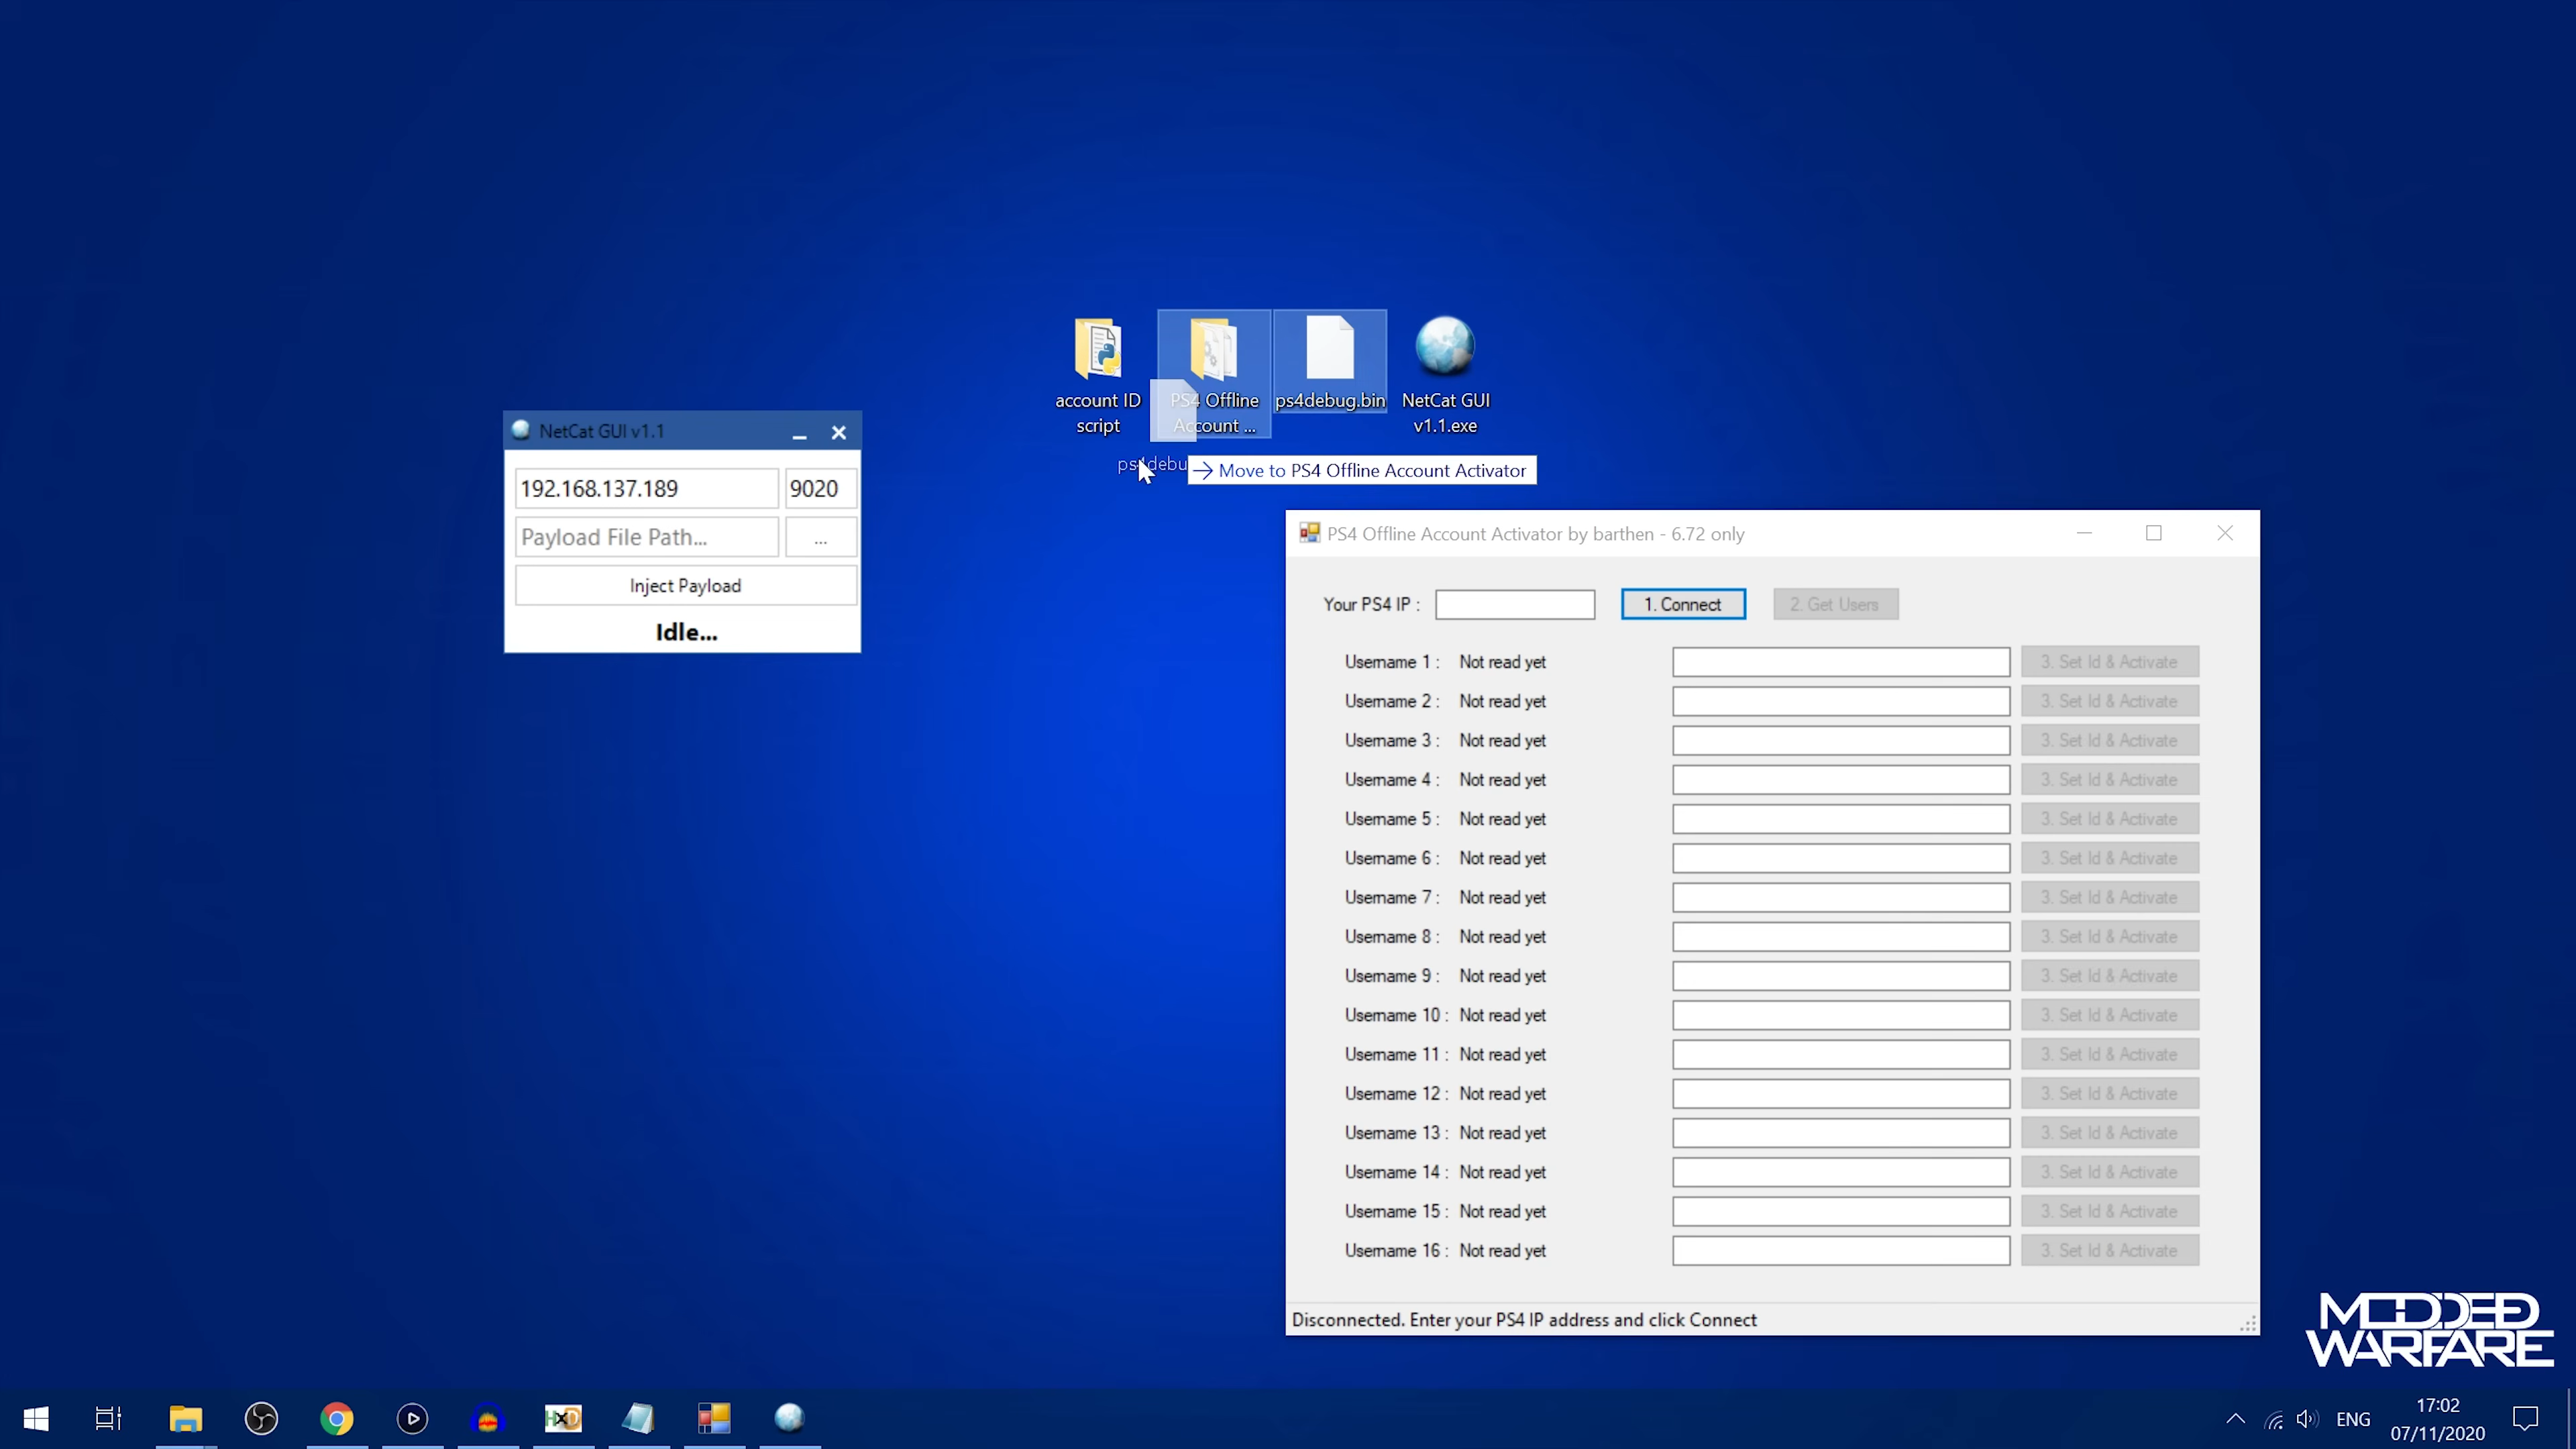 account ID
script
PS4 Offline
Account ...
ps4debug.bin
NetCat GUI
v1.1.exe
ps4debu
Move to PS4 Offline Account Activator
NetCat GUI v1.1
192.168.137.189
9020
Payload File Path...
...
Inject Payload
Idle...
PS4 Offline Account Activator by barthen - 6.72 only
Your PS4 IP :
1. Connect
2. Get Users
Username 1 : Not read yet 3. Set Id & Activate
Username 2 : Not read yet 3. Set Id & Activate
Username 3 : Not read yet 3. Set Id & Activate
Username 4 : Not read yet 3. Set Id & Activate
Username 5 : Not read yet 3. Set Id & Activate
Username 6 : Not read yet 3. Set Id & Activate
Username 7 : Not read yet 3. Set Id & Activate
Username 8 : Not read yet 3. Set Id & Activate
Username 9 : Not read yet 3. Set Id & Activate
Username 10 : Not read yet 3. Set Id & Activate
Username 11 : Not read yet 3. Set Id & Activate
Username 12 : Not read yet 3. Set Id & Activate
Username 13 : Not read yet 3. Set Id & Activate
Username 14 : Not read yet 3. Set Id & Activate
Username 15 : Not read yet 3. Set Id & Activate
Username 16 : Not read yet 3. Set Id & Activate
Disconnected. Enter your PS4 IP address and click Connect
MODDED
WARFARE
HxD
ENG
17:02
07/11/2020